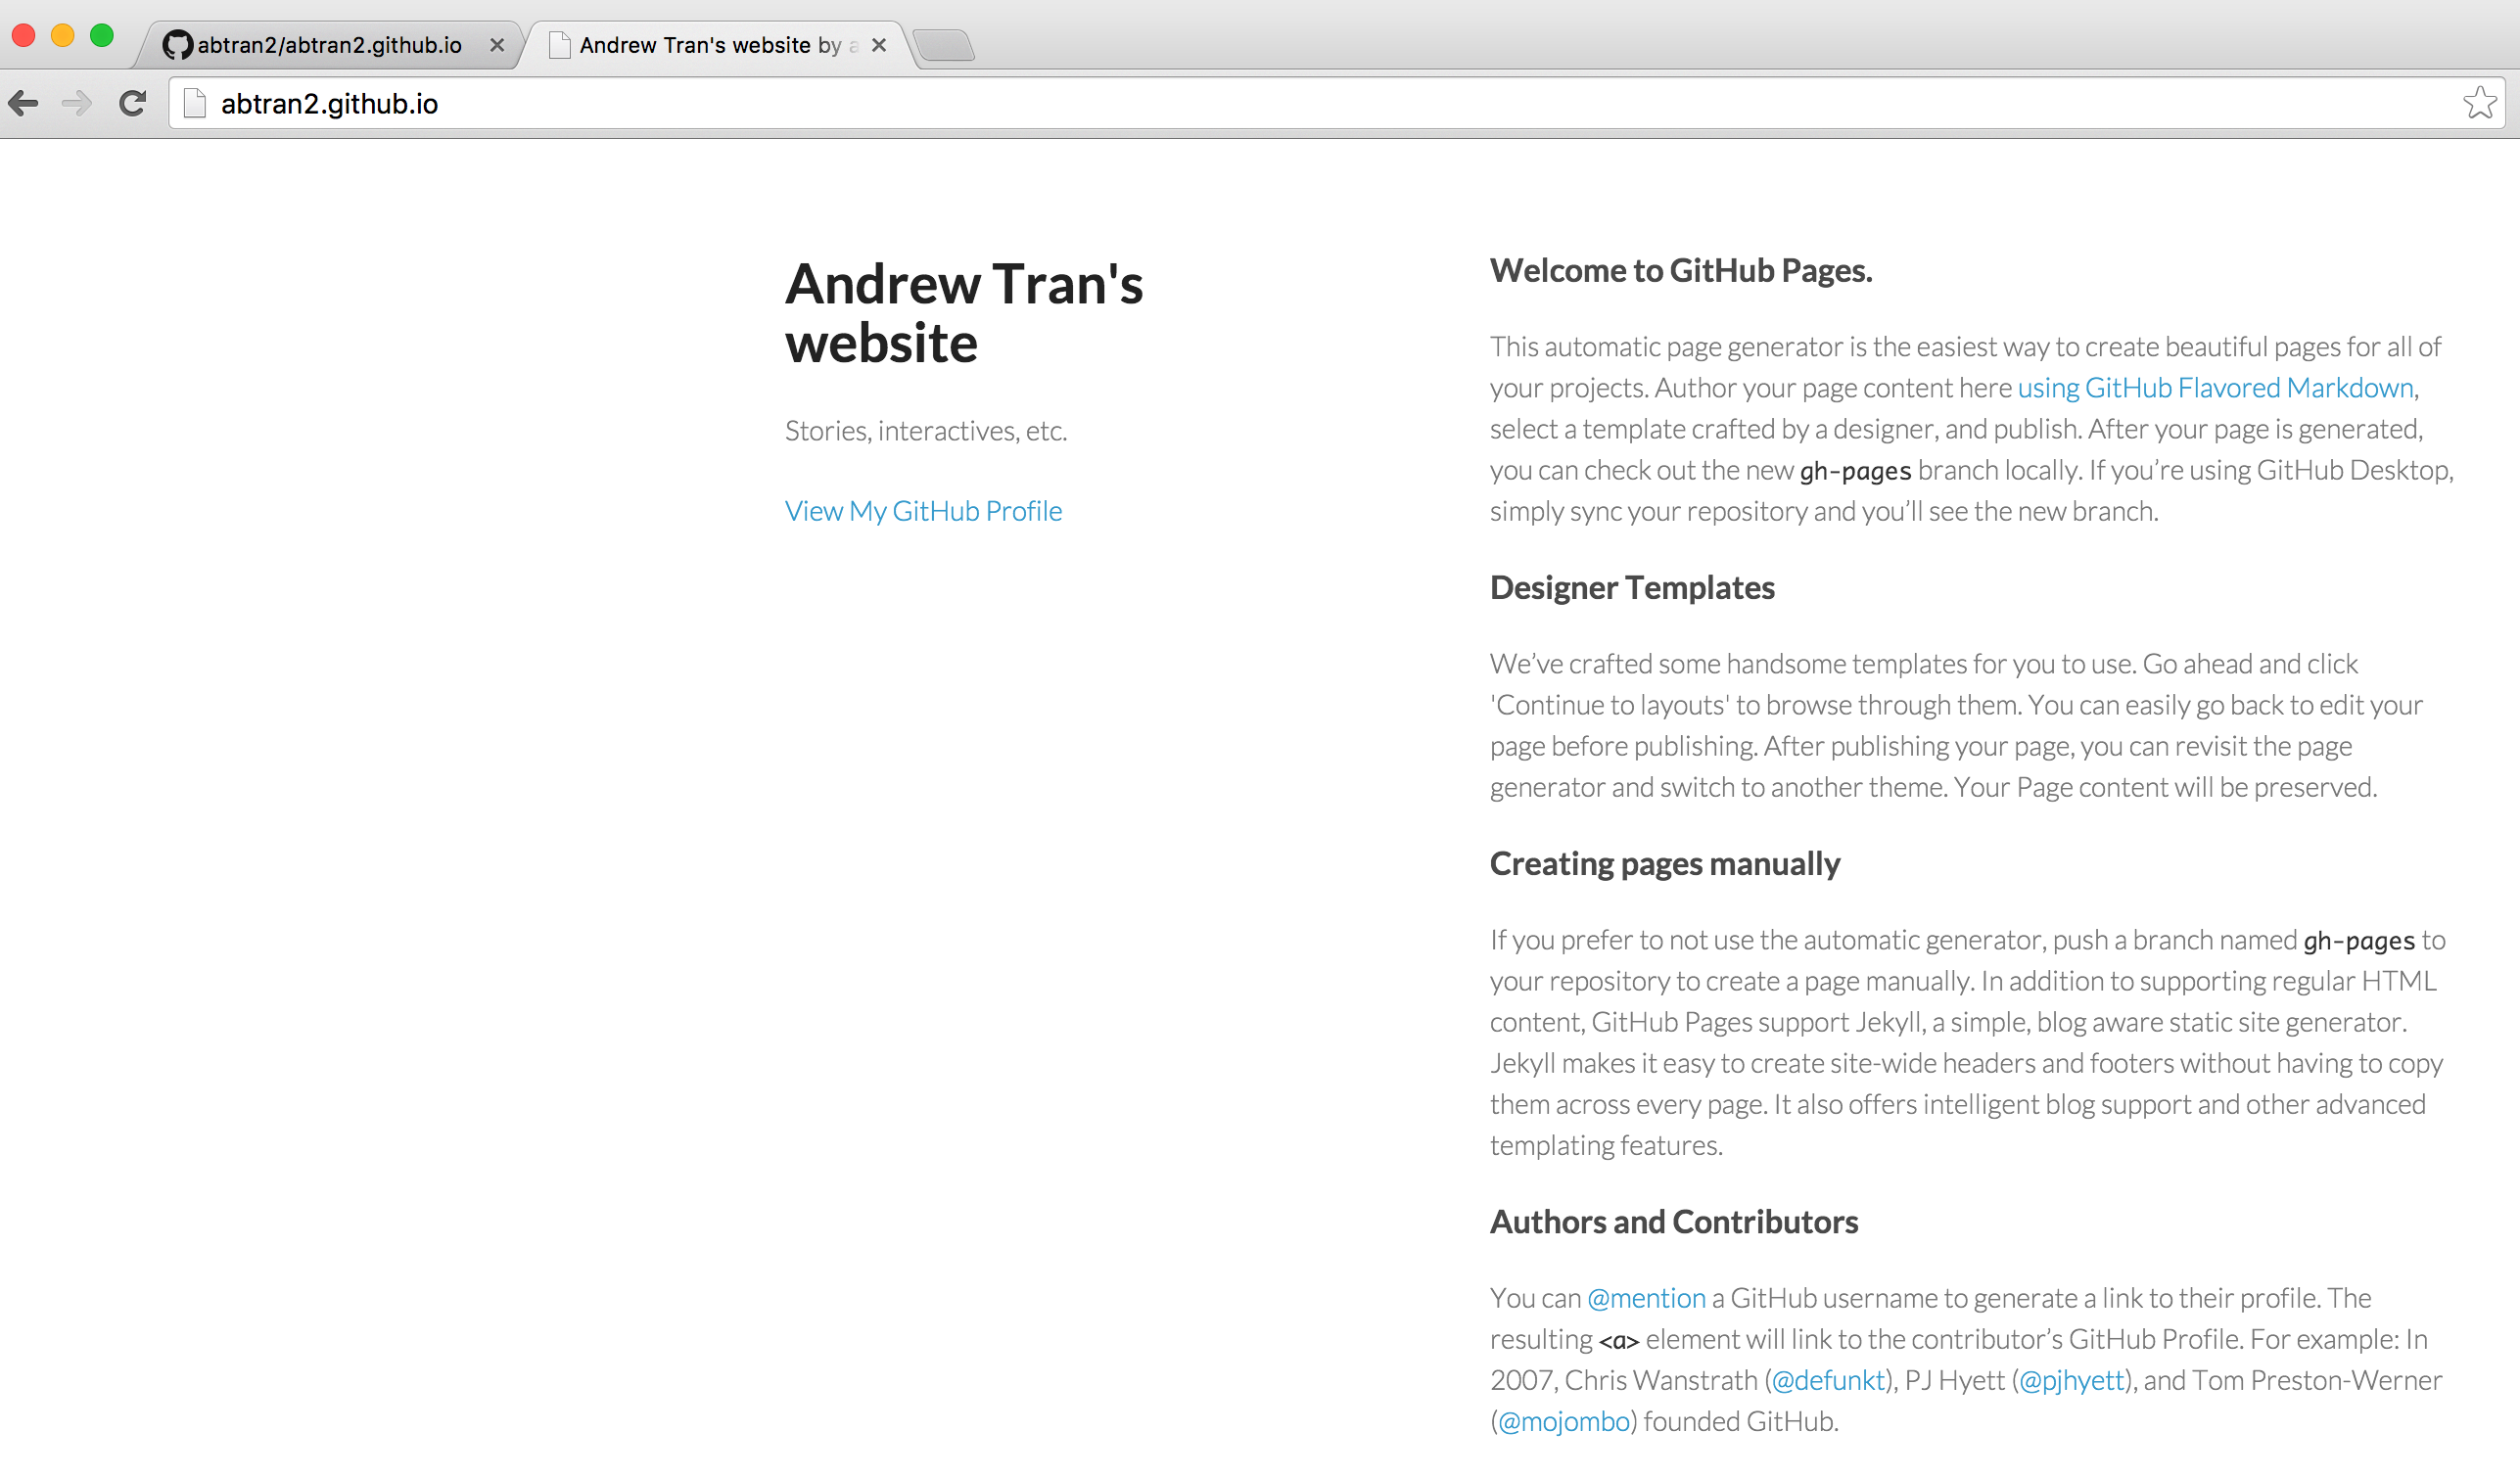 abtran2/abtran2.github.io
Andrew Tran's website by a
abtran2.github.io
Andrew Tran's
website
Stories, interactives, etc.
View My GitHub Profile
Welcome to GitHub Pages.
This automatic page generator is the easiest way to create beautiful pages for all of
your projects. Author your page content here using GitHub Flavored Markdown,
select a template crafted by a designer, and publish. After your page is generated,
you can check out the new gh-pages branch locally. If you’re using GitHub Desktop,
simply sync your repository and you’ll see the new branch.
Designer Templates
We’ve crafted some handsome templates for you to use. Go ahead and click
'Continue to layouts' to browse through them. You can easily go back to edit your
page before publishing. After publishing your page, you can revisit the page
generator and switch to another theme. Your Page content will be preserved.
Creating pages manually
If you prefer to not use the automatic generator, push a branch named gh-pages to
your repository to create a page manually. In addition to supporting regular HTML
content, GitHub Pages support Jekyll, a simple, blog aware static site generator.
Jekyll makes it easy to create site-wide headers and footers without having to copy
them across every page. It also offers intelligent blog support and other advanced
templating features.
Authors and Contributors
You can @mention a GitHub username to generate a link to their profile. The
resulting <a> element will link to the contributor’s GitHub Profile. For example: In
2007, Chris Wanstrath (@defunkt), PJ Hyett (@pjhyett), and Tom Preston-Werner
(@mojombo) founded GitHub.